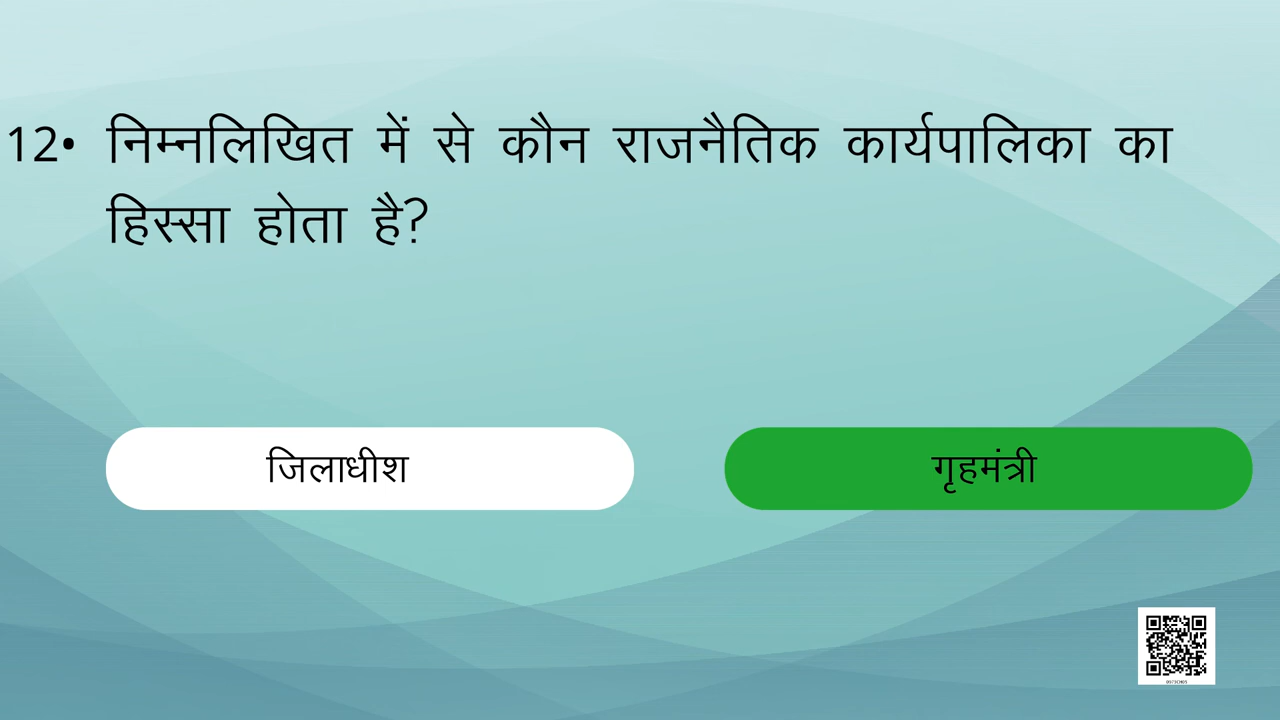 12• निम्नलिखित में से कौन राजनैतिक कार्यपालिका का
हिस्सा होता है?
जिलाधीश
गृहमंत्री